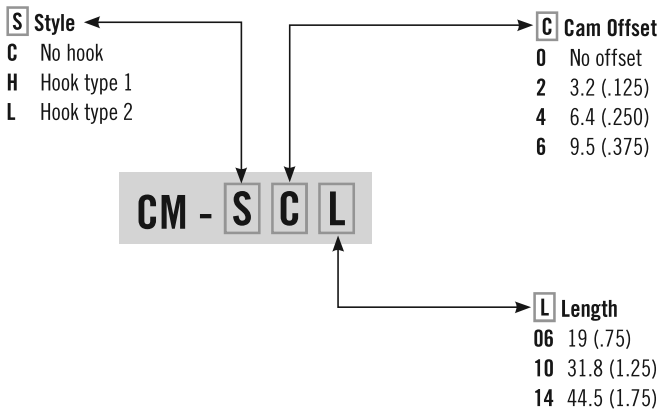 S Style
C No hook
H Hook type 1
L Hook type 2
C Cam Offset
0 No offset
2 3.2 (.125)
4 6.4 (.250)
6 9.5 (.375)
CM - S C L
L Length
06 19 (.75)
10 31.8 (1.25)
14 44.5 (1.75)